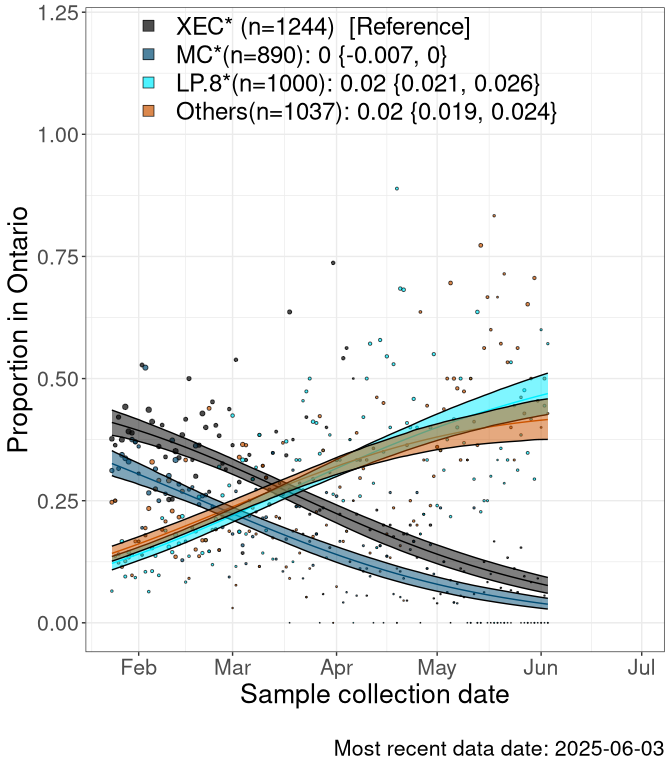 XEC* (n=1244)  [Reference]
MC*(n=890): 0 {-0.007, 0}
LP.8*(n=1000): 0.02 {0.021, 0.026}
Others(n=1037): 0.02 {0.019, 0.024}
Proportion in Ontario
1.25
1.00
0.75
0.50
0.25
0.00
Feb Mar Apr May Jun Jul
Sample collection date
Most recent data date: 2025-06-03